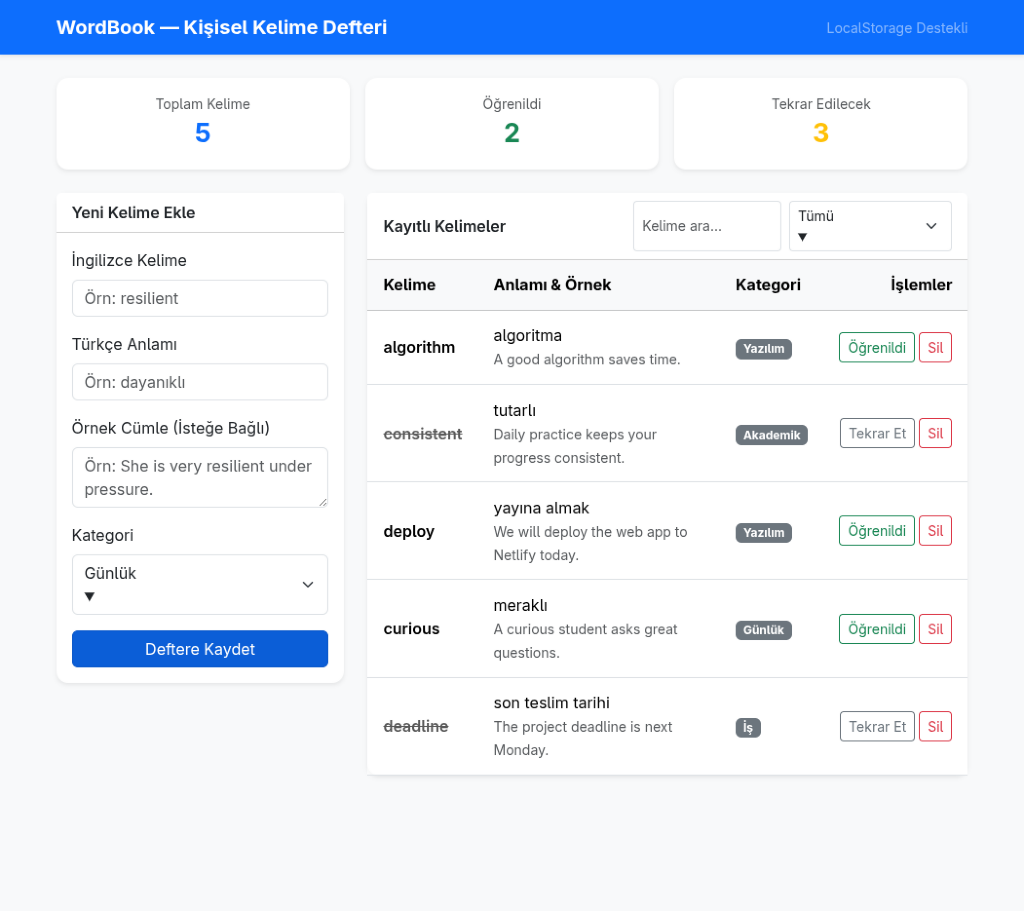 WordBook — Kişisel Kelime Defteri
LocalStorage Destekli
Toplam Kelime
5
Öğrenildi
2
Tekrar Edilecek
3
Yeni Kelime Ekle
İngilizce Kelime
Örn: resilient
Türkçe Anlamı
Örn: dayanıklı
Örnek Cümle (İsteğe Bağlı)
Örn: She is very resilient under
pressure.
Kategori
Günlük
▼
Deftere Kaydet
Kayıtlı Kelimeler
Kelime ara...
Tümü
▼
Kelime Anlamı & Örnek Kategori İşlemler
algorithm
algoritma
A good algorithm saves time.
Yazılım
Öğrenildi Sil
consistent
tutarlı
Daily practice keeps your
progress consistent.
Akademik
Tekrar Et Sil
deploy
yayına almak
We will deploy the web app to
Netlify today.
Yazılım
Öğrenildi Sil
curious
meraklı
A curious student asks great
questions.
Günlük
Öğrenildi Sil
deadline
son teslim tarihi
The project deadline is next
Monday.
İş
Tekrar Et Sil